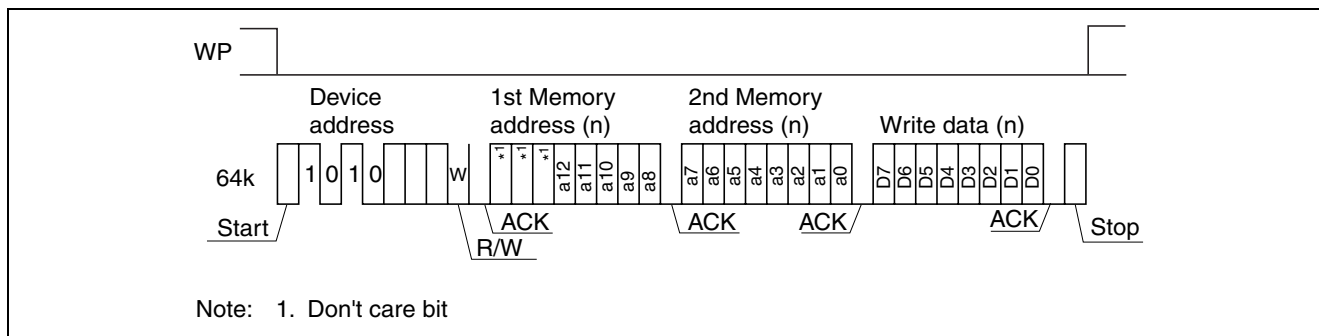 WP
Device address
1st Memory address (n)
2nd Memory address (n)
Write data (n)
64k
1 0 1 0
W
*1 *1 *1 a12 a11 a10 a9 a8
a7 a6 a5 a4 a3 a2 a1 a0
D7 D6 D5 D4 D3 D2 D1 D0
Start
R/W
ACK
ACK
ACK
ACK
Stop
Note: 1. Don't care bit